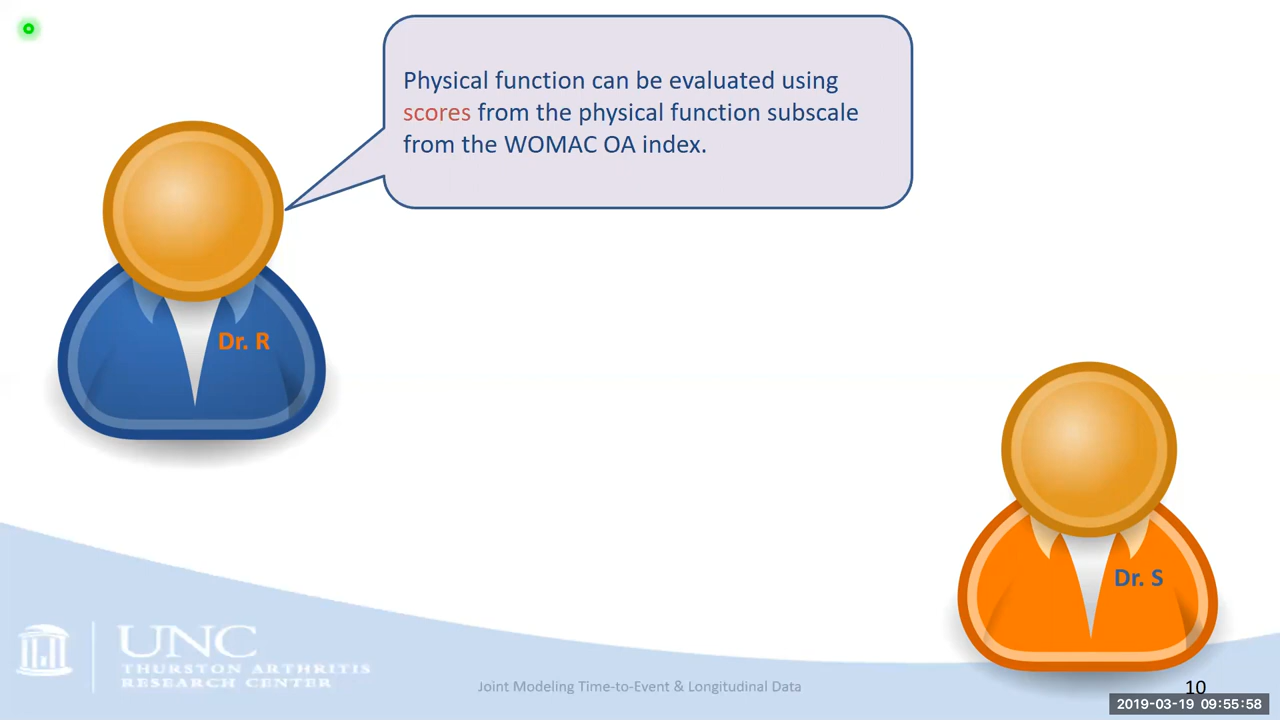 Physical function can be evaluated using
scores from the physical function subscale
from the WOMAC OA index.
Dr. R
Dr. S
UNC
THURSTON ARTHRITIS
RESEARCH CENTER
Joint Modeling Time-to-Event & Longitudinal Data
10
2019-03-19 09:55:58